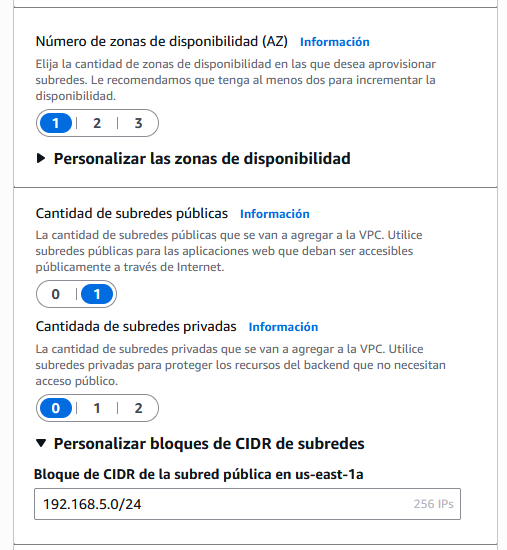 Número de zonas de disponibilidad (AZ) Información
Elija la cantidad de zonas de disponibilidad en las que desea aprovisionar
subredes. Le recomendamos que tenga al menos dos para incrementar la
disponibilidad.
1 2 3
Personalizar las zonas de disponibilidad
Cantidad de subredes públicas Información
La cantidad de subredes públicas que se van a agregar a la VPC. Utilice
subredes públicas para las aplicaciones web que deban ser accesibles
públicamente a través de Internet.
0 1
Cantidada de subredes privadas Información
La cantidad de subredes privadas que se van a agregar a la VPC. Utilice
subredes privadas para proteger los recursos del backend que no necesitan
acceso público.
0 1 2
Personalizar bloques de CIDR de subredes
Bloque de CIDR de la subred pública en us-east-1a
192.168.5.0/24 256 IPs